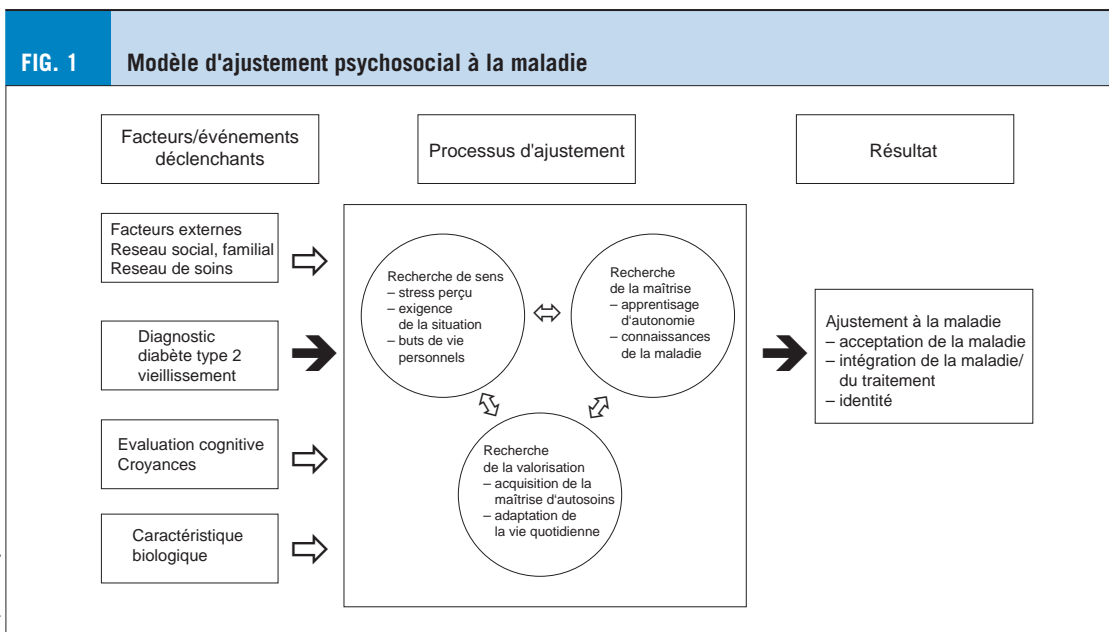 FIG. 1
Modèle d'ajustement psychosocial à la maladie
Facteurs/événements
déclenchants
Processus d'ajustement
Résultat
Facteurs externes
Reseau social, familial
Reseau de soins
Diagnostic
diabète type 2
vieillissement
Evaluation cognitive
Croyances
Caractéristique
biologique
Recherche de sens
– stress perçu
– exigence
de la situation
– buts de vie
personnels
Recherche
de la maîtrise
– apprentisage
d'autonomie
– connaissances
de la maladie
Recherche
de la valorisation
– acquisition de la
maîtrise d'autosoins
– adaptation de
la vie quotidienne
Ajustement à la maladie
– acceptation de la maladie
– intégration de la maladie/
du traitement
– identité